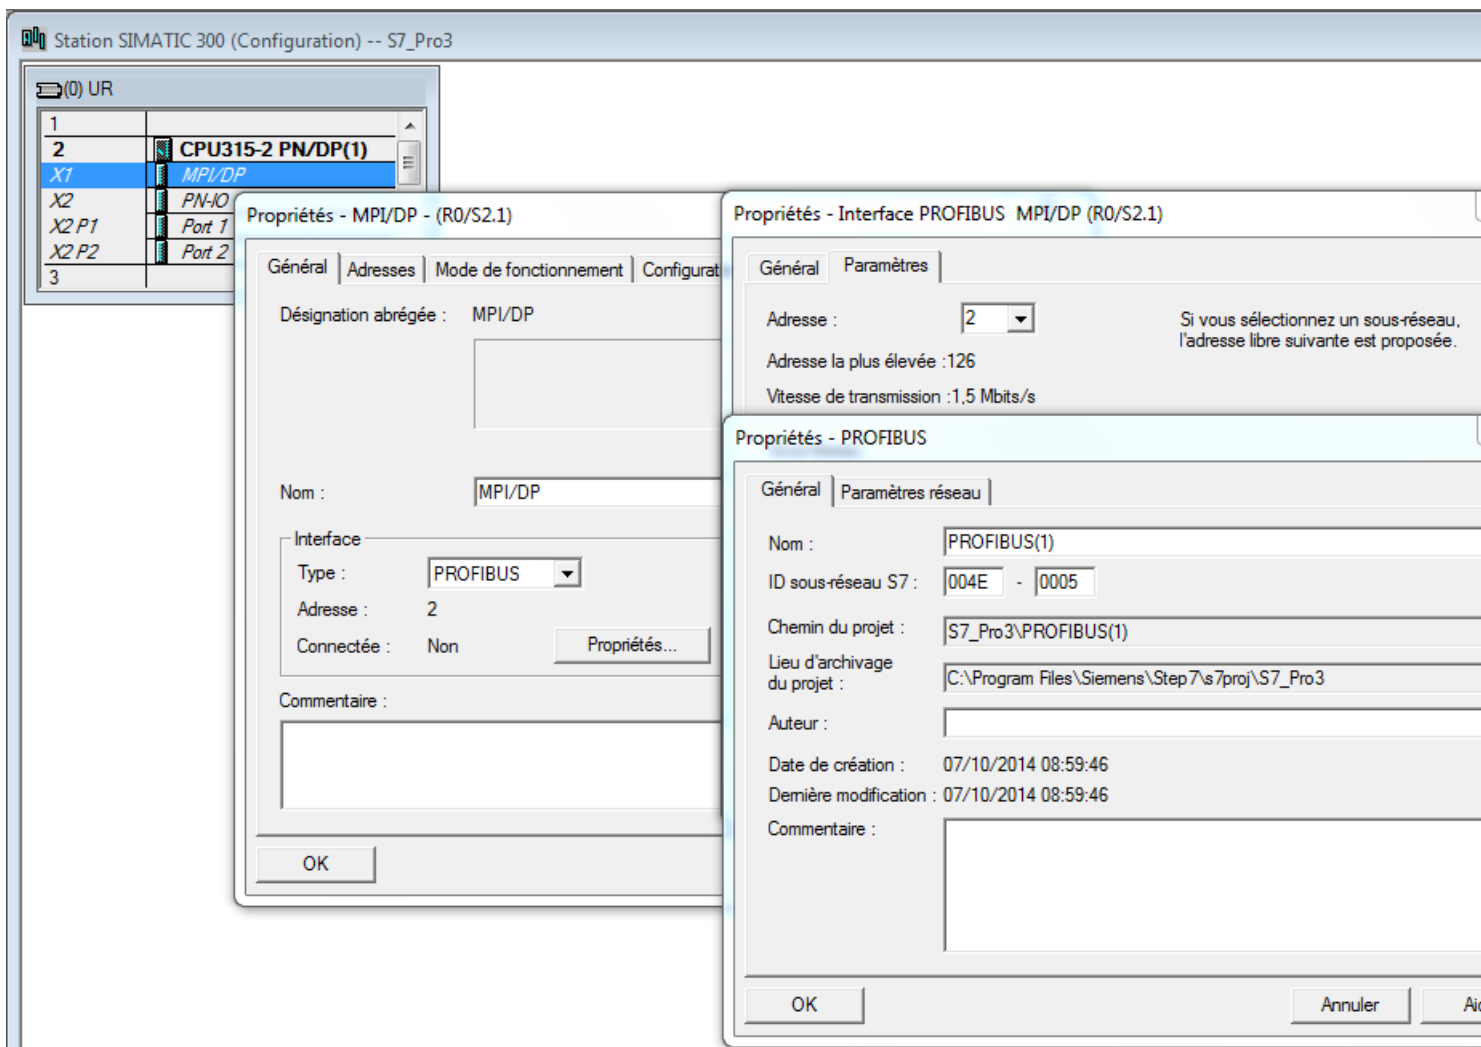 Station SIMATIC 300 (Configuration) -- S7_Pro3
(0) UR
1
2 CPU315-2 PN/DP(1)
X1 MPI/DP
X2 PN-IO
X2 P1 Port 1
X2 P2 Port 2
3
Propriétés - MPI/DP - (R0/S2.1)
Général Adresses Mode de fonctionnement Configurat
Désignation abrégée : MPI/DP
Nom : MPI/DP
Interface
Type : PROFIBUS
Adresse : 2
Connectée : Non Propriétés...
Commentaire :
OK
Propriétés - Interface PROFIBUS MPI/DP (R0/S2.1)
Général Paramètres
Adresse : 2
Si vous sélectionnez un sous-réseau,
l'adresse libre suivante est proposée.
Adresse la plus élevée :126
Vitesse de transmission :1,5 Mbits/s
Propriétés - PROFIBUS
Général Paramètres réseau
Nom : PROFIBUS(1)
ID sous-réseau S7 : 004E - 0005
Chemin du projet : S7_Pro3\PROFIBUS(1)
Lieu d'archivage
du projet : C:\Program Files\Siemens\Step7\s7proj\S7_Pro3
Auteur :
Date de création : 07/10/2014 08:59:46
Dernière modification : 07/10/2014 08:59:46
Commentaire :
OK Annuler